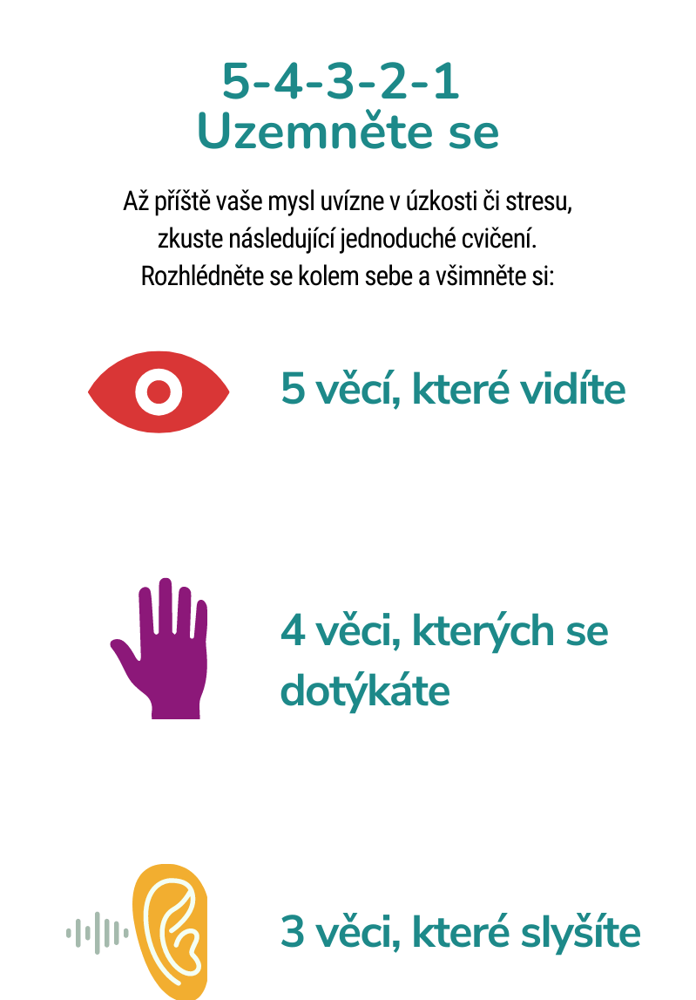 5-4-3-2-1
Uzemněte se
Až příště vaše mysl uvízne v úzkosti či stresu,
zkuste následující jednoduché cvičení.
Rozhlédněte se kolem sebe a všimněte si:
5 věcí, které vidíte
4 věci, kterých se
dotýkáte
3 věci, které slyšíte